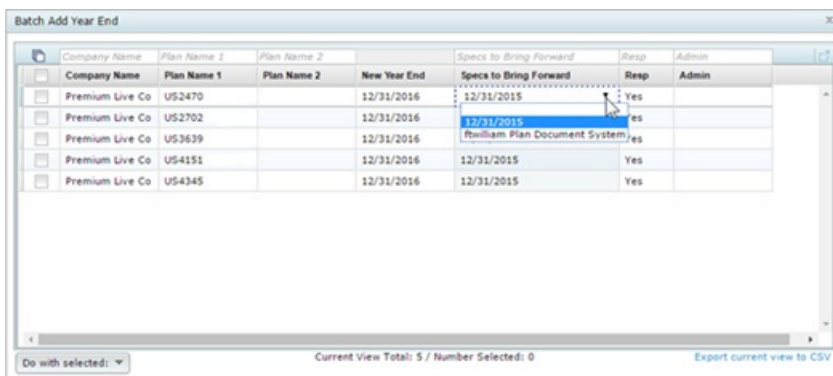 Batch Add Year End x
Company Name Plan Name 1 Plan Name 2 Specs to Bring Forward Resp Admin
Company Name Plan Name 1 Plan Name 2 New Year End Specs to Bring Forward Resp Admin
Premium Live Co US2470 12/31/2016 12/31/2015 Yes
12/31/2015
ftwilliam Plan Document System
Premium Live Co US2702 12/31/2016 Yes
Premium Live Co US3639 12/31/2016 Yes
Premium Live Co US4151 12/31/2016 12/31/2015 Yes
Premium Live Co US4345 12/31/2016 12/31/2015 Yes
Do with selected: Current View Total: 5 / Number Selected: 0 Export current view to CSV